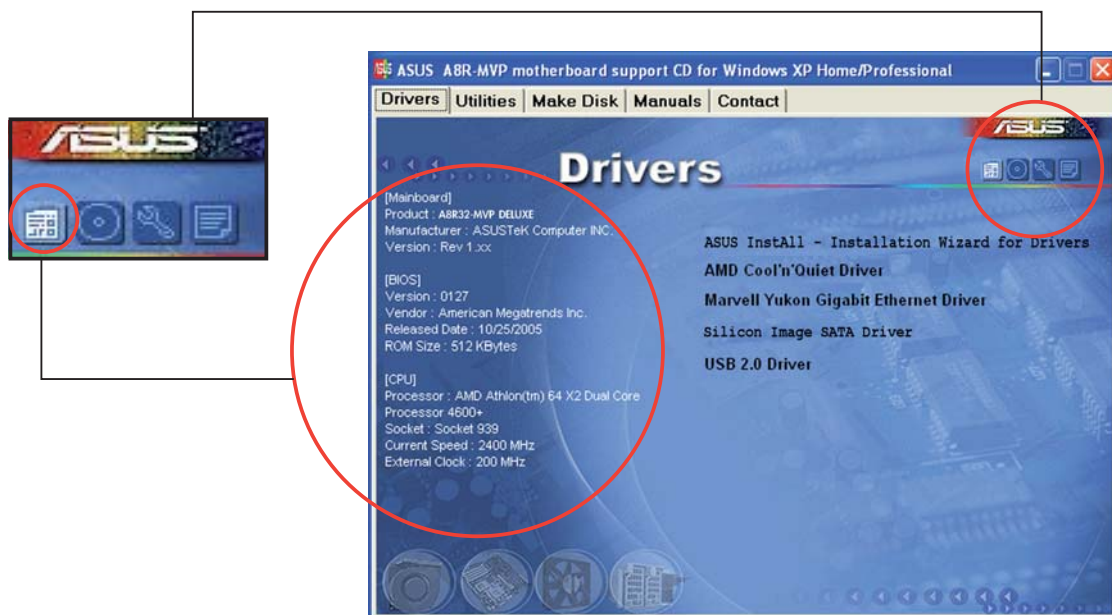 ASUS
ASUS A8R-MVP motherboard support CD for Windows XP Home/Professional
Drivers Utilities Make Disk Manuals Contact
ASUS
Drivers
[Mainboard]
Product : A8R32-MVP DELUXE
Manufacturer : ASUSTeK Computer INC.
Version : Rev 1.xx
[BIOS]
Version : 0127
Vendor : American Megatrends Inc.
Released Date : 10/25/2005
ROM Size : 512 KBytes
[CPU]
Processor : AMD Athlon(tm) 64 X2 Dual Core
Processor 4600+
Socket : Socket 939
Current Speed : 2400 MHz
External Clock : 200 MHz
ASUS InstAll - Installation Wizard for Drivers
AMD Cool'n'Quiet Driver
Marvell Yukon Gigabit Ethernet Driver
Silicon Image SATA Driver
USB 2.0 Driver